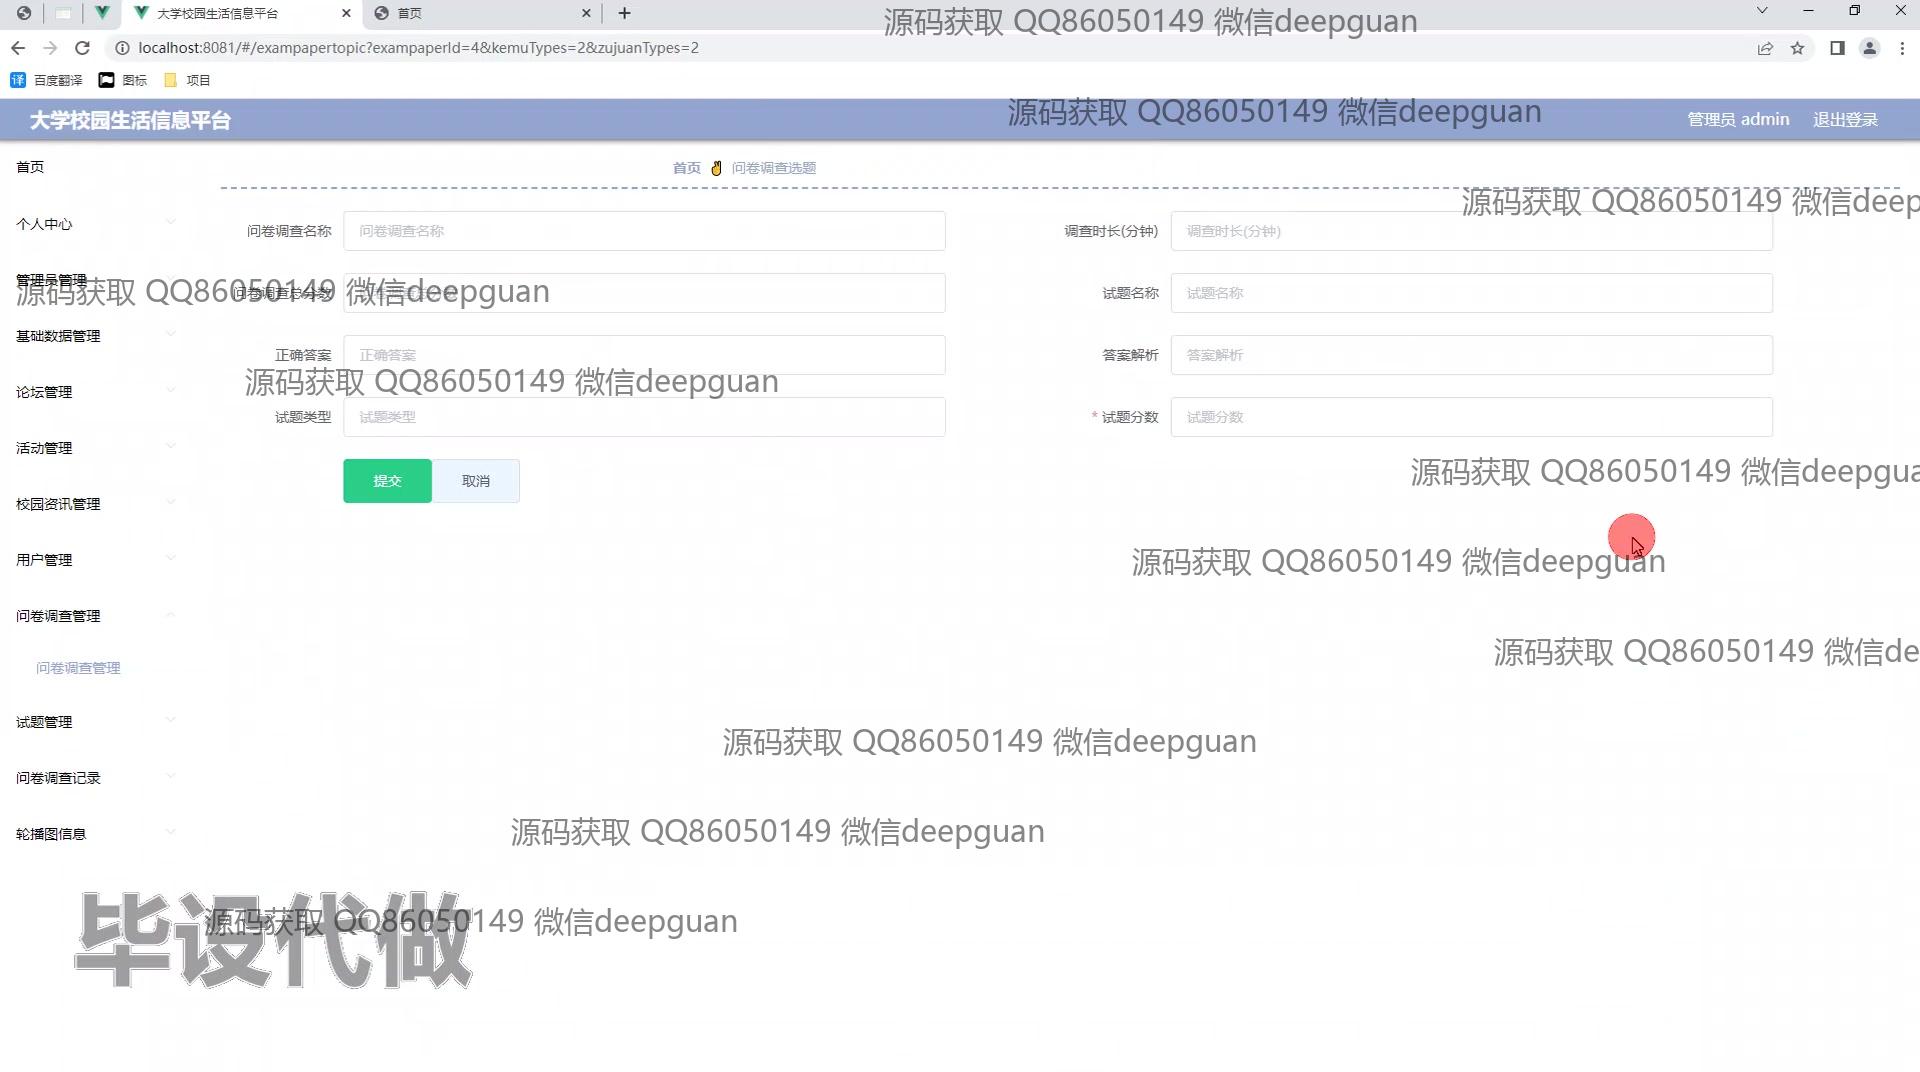 大学校园生活信息平台
首页
源码获取 QQ86050149 微信deepguan
localhost:8081/#/exampapertopic?exampaperId=4&kemuTypes=2&zujuanTypes=2
译 百度翻译 图标 项目
大学校园生活信息平台
源码获取 QQ86050149 微信deepguan
管理员 admin 退出登录
首页
首页 问卷调查选题
源码获取 QQ86050149 微信deep
个人中心
问卷调查名称 问卷调查名称
调查时长(分钟) 调查时长(分钟)
管理员管理
源码获取 QQ86050149 微信deepguan
问卷调查总分数
试题名称 试题名称
基础数据管理
正确答案 正确答案
答案解析 答案解析
源码获取 QQ86050149 微信deepguan
论坛管理
试题类型 试题类型
* 试题分数 试题分数
活动管理
提交 取消
源码获取 QQ86050149 微信deepgua
校园资讯管理
用户管理
源码获取 QQ86050149 微信deepguan
问卷调查管理
源码获取 QQ86050149 微信de
问卷调查管理
试题管理
源码获取 QQ86050149 微信deepguan
问卷调查记录
轮播图信息
源码获取 QQ86050149 微信deepguan
源码获取 QQ86050149 微信deepguan
毕设代做